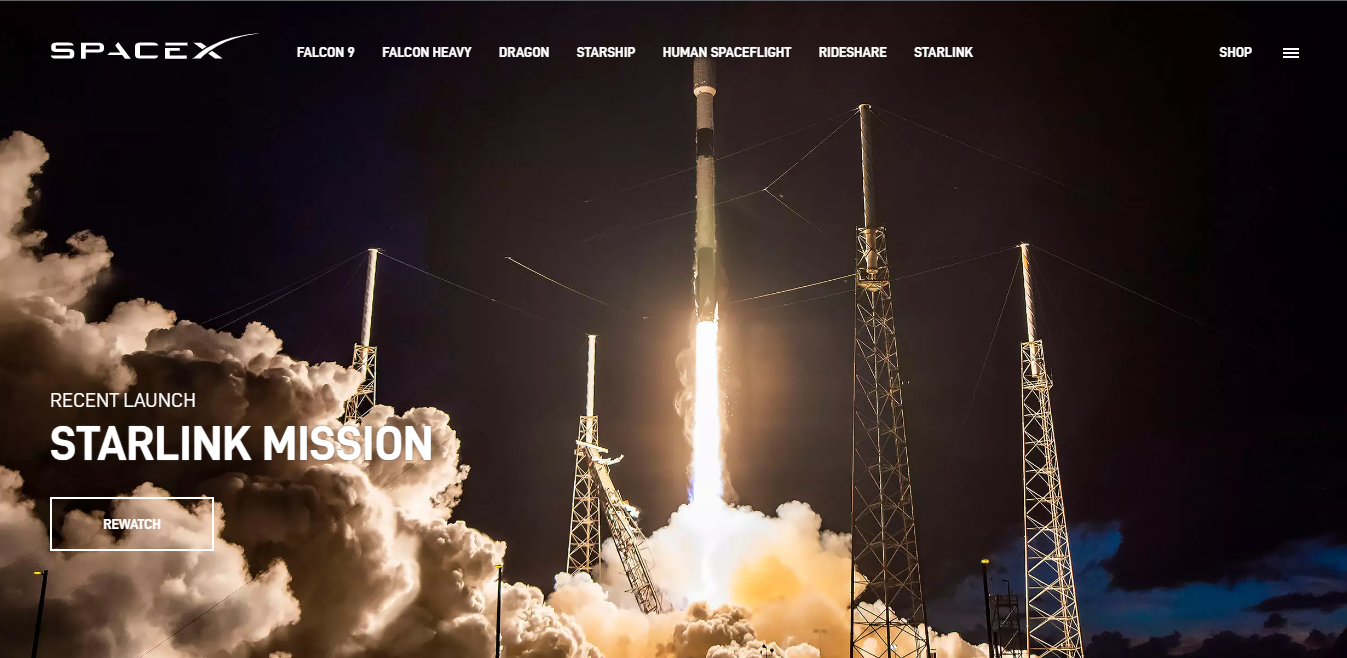 SPACEX FALCON 9 FALCON HEAVY DRAGON STARSHIP HUMAN SPACEFLIGHT RIDESHARE STARLINK SHOP
RECENT LAUNCH
STARLINK MISSION
REWATCH